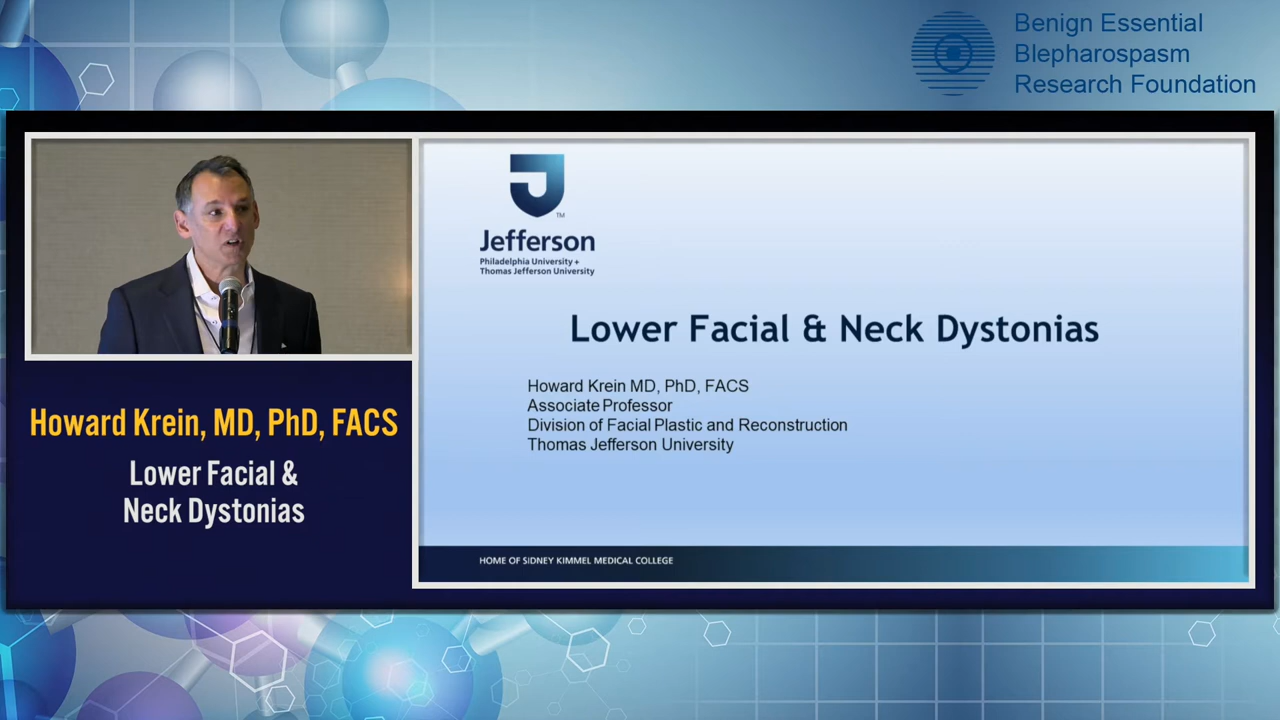 Benign Essential
Blepharospasm
Research Foundation
Jefferson
Philadelphia University +
Thomas Jefferson University
TM
Lower Facial & Neck Dystonias
Howard Krein MD, PhD, FACS
Associate Professor
Division of Facial Plastic and Reconstruction
Thomas Jefferson University
HOME OF SIDNEY KIMMEL MEDICAL COLLEGE
Howard Krein, MD, PhD, FACS
Lower Facial &
Neck Dystonias